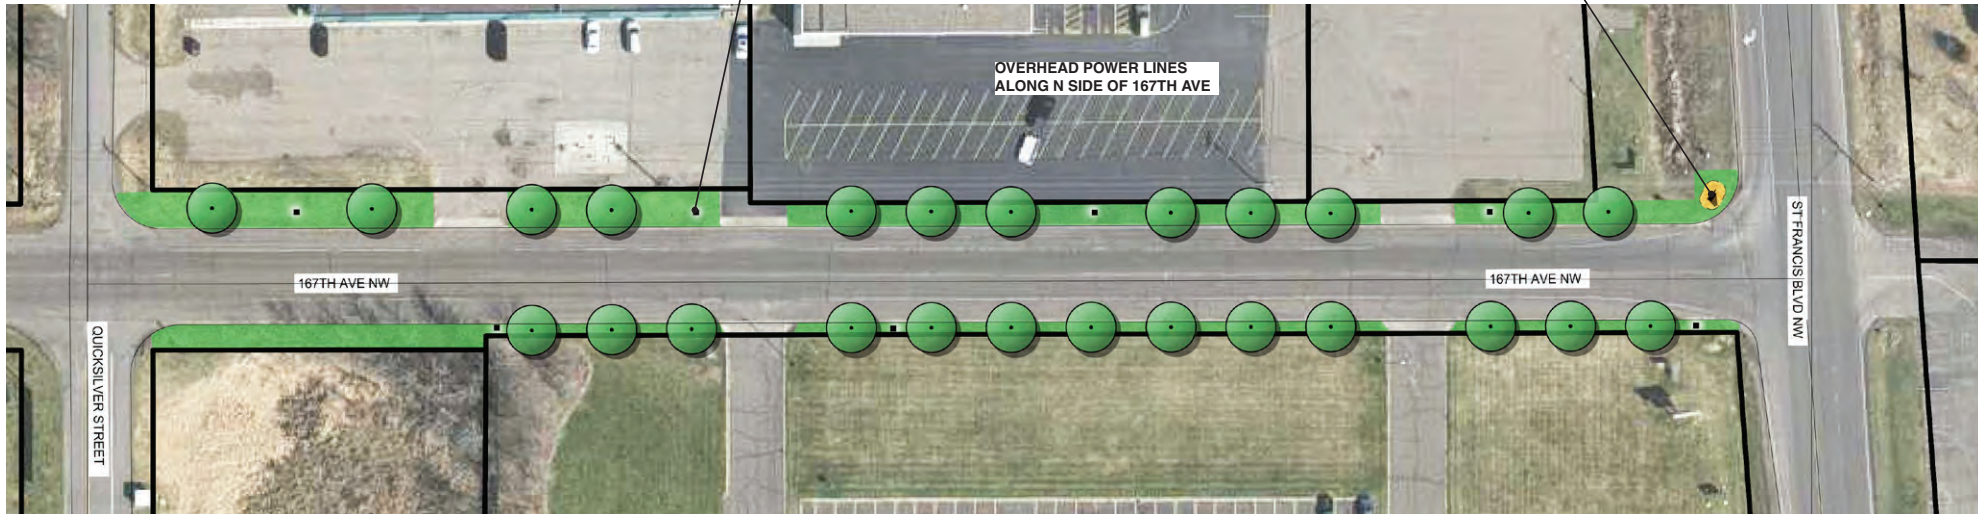 OVERHEAD POWER LINES
ALONG N SIDE OF 167TH AVE
167TH AVE NW
167TH AVE NW
QUICKSILVER STREET
ST FRANCIS BLVD NW